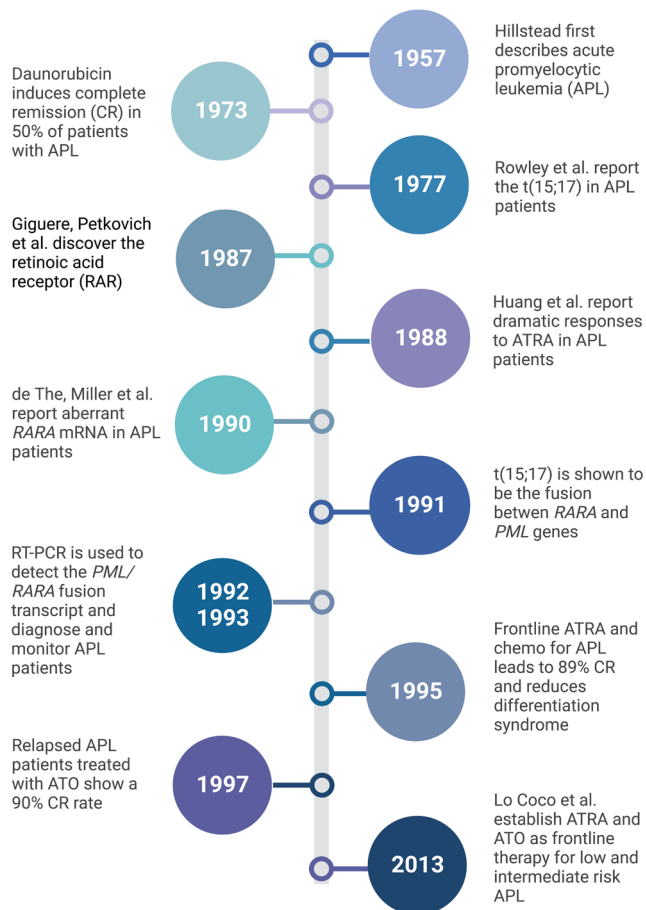 1957
Hillstead first
describes acute
promyelocytic
leukemia (APL)
Daunorubicin
induces complete
remission (CR) in
50% of patients
with APL
1973
1977
Rowley et al. report
the t(15;17) in APL
patients
Giguere, Petkovich
et al. discover the
retinoic acid
receptor (RAR)
1987
1988
Huang et al. report
dramatic responses
to ATRA in APL
patients
de The, Miller et al.
report aberrant
RARA mRNA in APL
patients
1990
1991
t(15;17) is shown to
be the fusion
betwen RARA and
PML genes
RT-PCR is used to
detect the PML/
RARA fusion
transcript and
diagnose and
monitor APL
patients
1992
1993
1995
Frontline ATRA and
chemo for APL
leads to 89% CR
and reduces
differentiation
syndrome
Relapsed APL
patients treated
with ATO show a
90% CR rate
1997
2013
Lo Coco et al.
establish ATRA and
ATO as frontline
therapy for low and
intermediate risk
APL